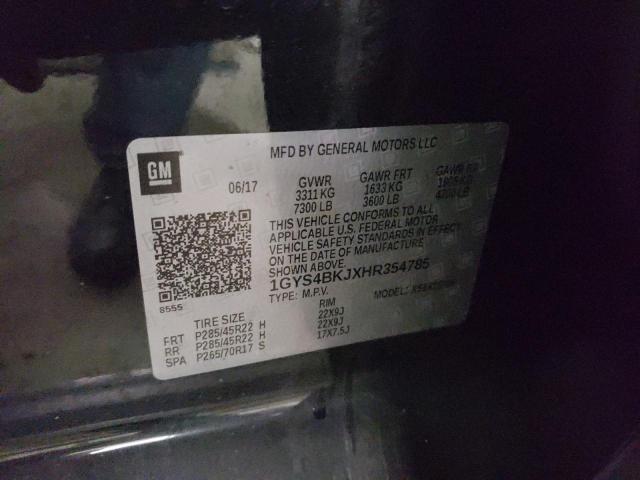 MFD BY GENERAL MOTORS LLC
GM
06/17
GVWR GAWR FRT GAWR RR
3311 KG 1633 KG
7300 LB 3600 LB
THIS VEHICLE CONFORMS TO ALL
APPLICABLE U.S. FEDERAL MOTOR
VEHICLE SAFETY STANDARDS IN EFFECT
ON THE DATE OF MANUFACTURE
SHOWN ABOVE.
1GYS4BKJXHR354785
TYPE: M.P.V. MODEL:
8555
TIRE SIZE RIM
FRT P285/45R22 H 22X9J
RR P285/45R22 H 22X9J
SPA P265/70R17 S 17X7.5J